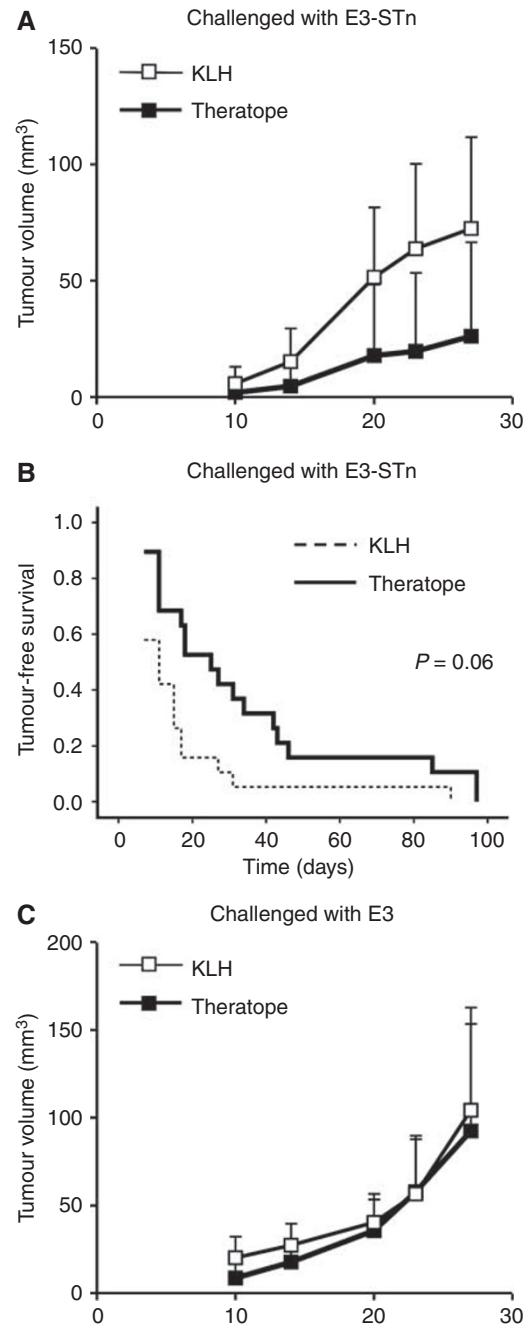 A
Challenged with E3-STn
Tumour volume (mm³)
150
100
50
0
0
10
20
30
KLH
Theratope
B
Challenged with E3-STn
Tumour-free survival
1.0
0.8
0.6
0.4
0.2
0.0
KLH
Theratope
P = 0.06
0
20
40
60
80
100
Time (days)
C
Challenged with E3
Tumour volume (mm³)
200
150
100
50
0
KLH
Theratope
0
10
20
30